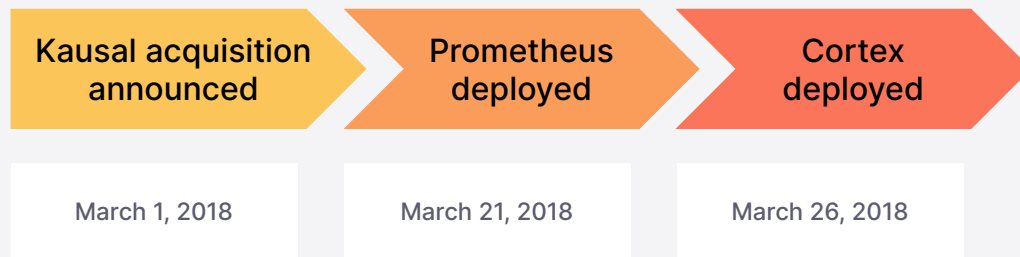 Kausal acquisition
announced
Prometheus
deployed
Cortex
deployed
March 1, 2018
March 21, 2018
March 26, 2018